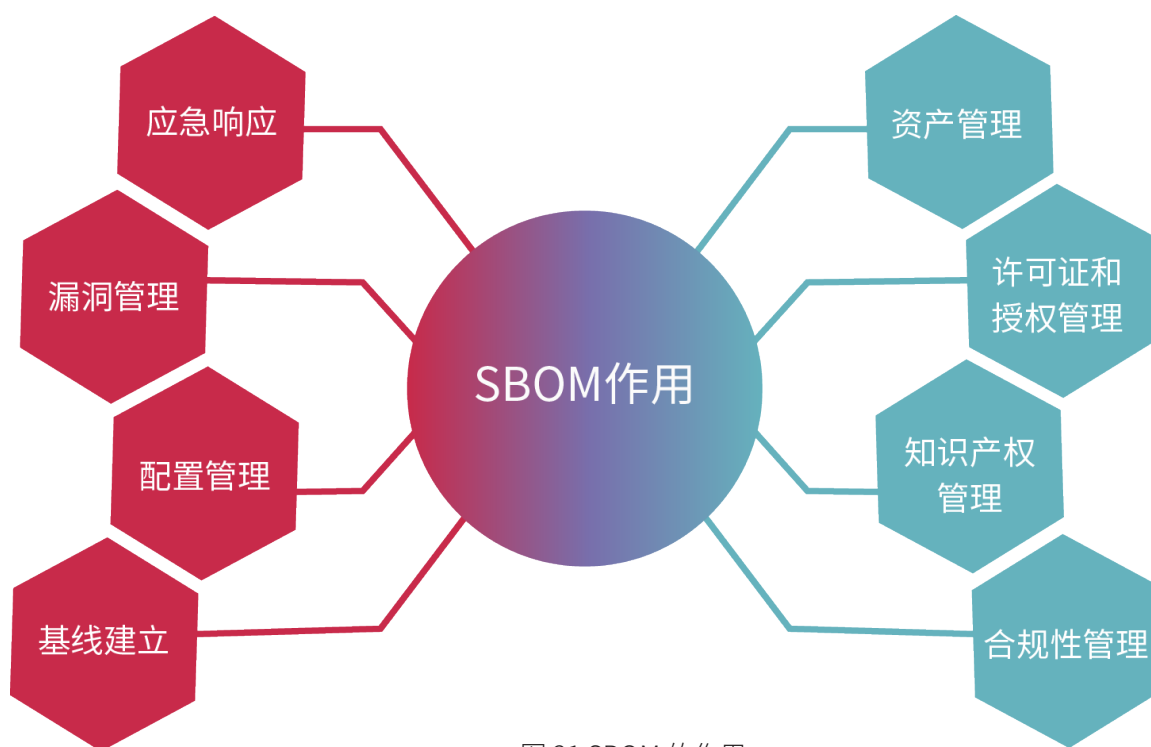 应急响应
漏洞管理
配置管理
基线建立
SBOM作用
资产管理
许可证和
授权管理
知识产权
管理
合规性管理